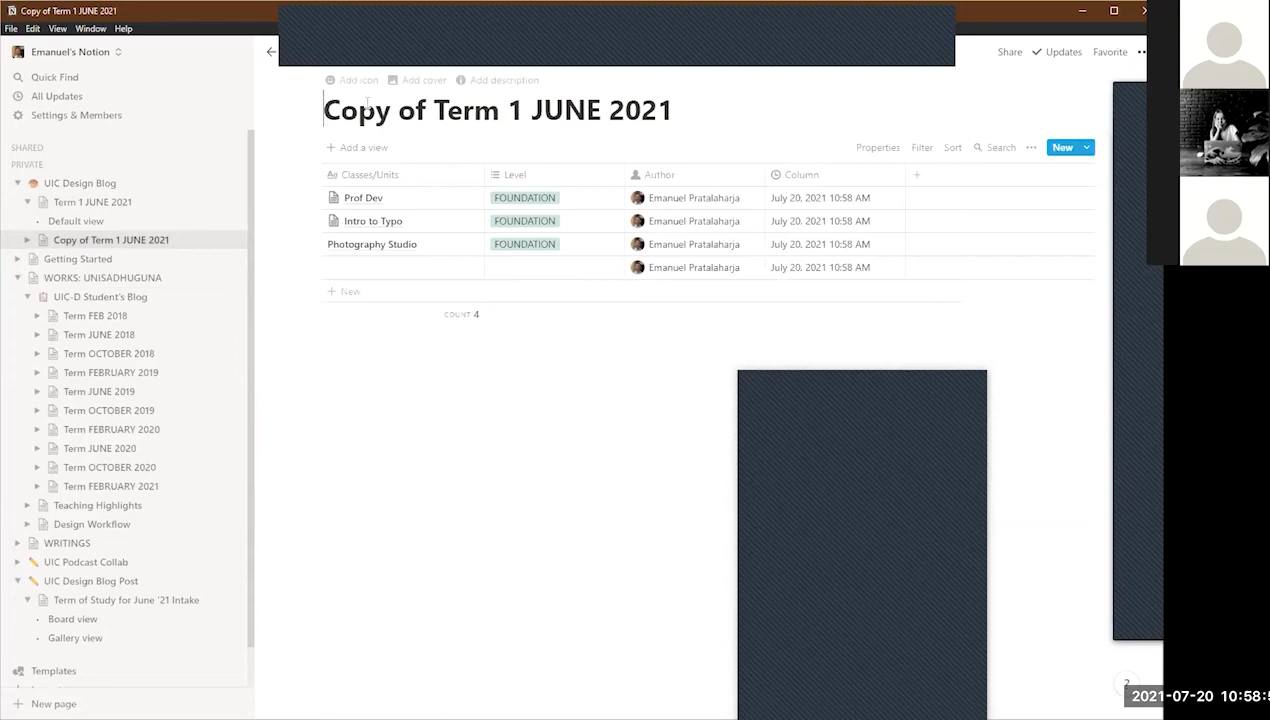 Copy of Term 1 JUNE 2021
File Edit View Window Help
Emanuel's Notion
Share Updates Favorite
Quick Find
All Updates
Settings & Members
SHARED
PRIVATE
UIC Design Blog
Term 1 JUNE 2021
Default view
Copy of Term 1 JUNE 2021
Getting Started
WORKS: UNISADHUGUNA
UIC-D Student's Blog
Term FEB 2018
Term JUNE 2018
Term OCTOBER 2018
Term FEBRUARY 2019
Term JUNE 2019
Term OCTOBER 2019
Term FEBRUARY 2020
Term JUNE 2020
Term OCTOBER 2020
Term FEBRUARY 2021
Teaching Highlights
Design Workflow
WRITINGS
UIC Podcast Collab
UIC Design Blog Post
Term of Study for June '21 Intake
Board view
Gallery view
Templates
New page
Add icon Add cover Add description
Copy of Term 1 JUNE 2021
Add a view Properties Filter Sort Search New
Classes/Units Level Author Column
Prof Dev FOUNDATION Emanuel Pratalaharja July 20, 2021 10:58 AM
Intro to Typo FOUNDATION Emanuel Pratalaharja July 20, 2021 10:58 AM
Photography Studio FOUNDATION Emanuel Pratalaharja July 20, 2021 10:58 AM
Emanuel Pratalaharja July 20, 2021 10:58 AM
New
COUNT 4
?
2021-07-20 10:58:5